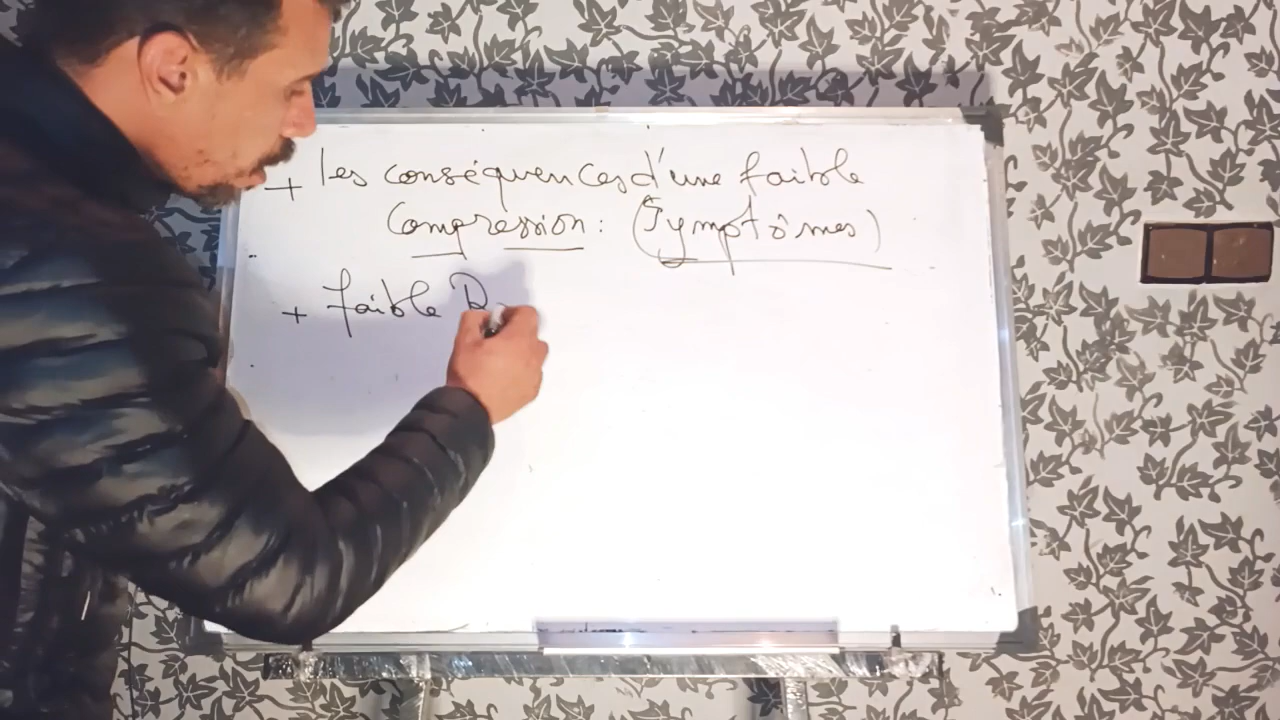 + les conséquences d'une faible
Compression : (Symptômes)
+ faible R